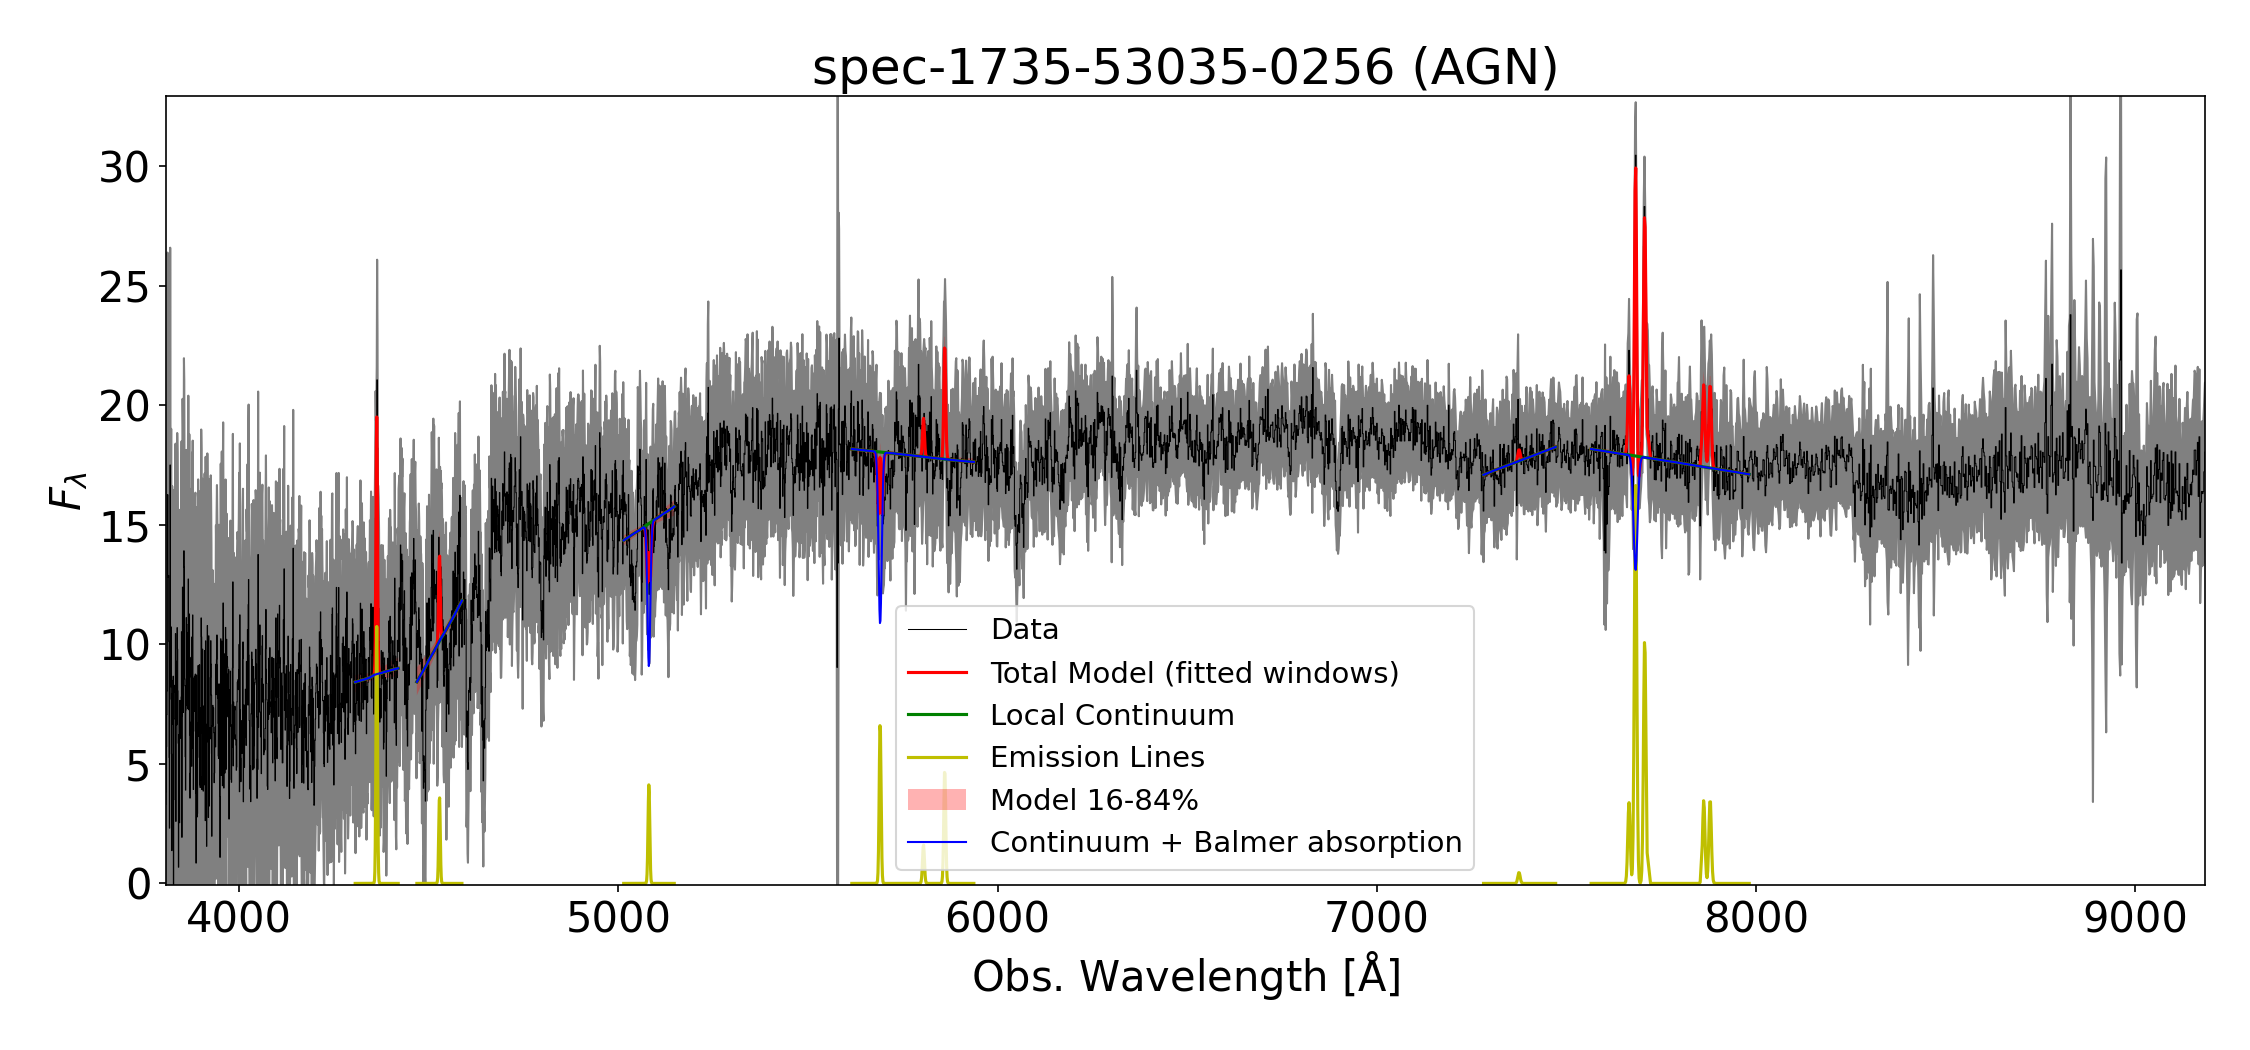 spec-1735-53035-0256 (AGN)
30
25
20
15
10
5
0
Fλ
4000 5000 6000 7000 8000 9000
Obs. Wavelength [Å]
Data
Total Model (fitted windows)
Local Continuum
Emission Lines
Model 16-84%
Continuum + Balmer absorption